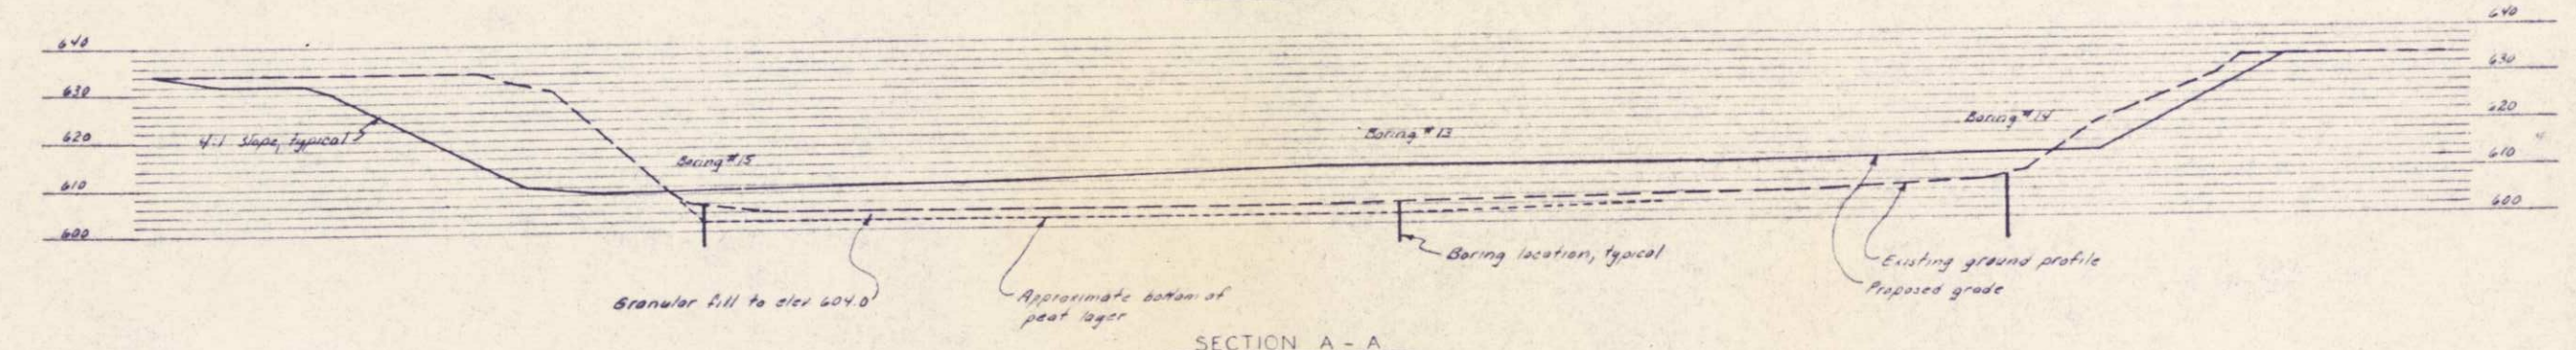 640
630
620
610
600
640
630
620
610
600
4:1 slope, typical
Boring #15
Boring #13
Boring #14
Granular fill to elev 604.0
Approximate bottom of
peat layer
Boring location, typical
Existing ground profile
Proposed grade
SECTION A - A